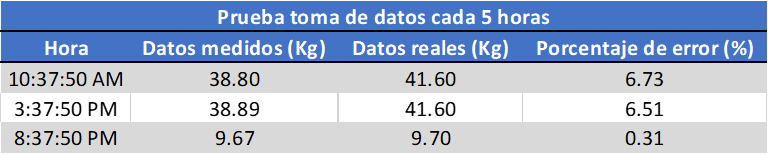 Prueba toma de datos cada 5 horas
Hora Datos medidos (Kg) Datos reales (Kg) Porcentaje de error (%)
10:37:50 AM 38.80 41.60 6.73
3:37:50 PM 38.89 41.60 6.51
8:37:50 PM 9.67 9.70 0.31